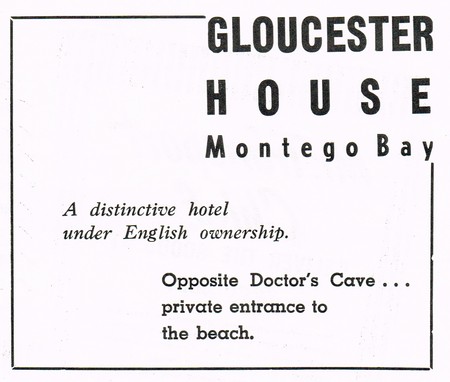 GLOUCESTER
HOUSE
Montego Bay
A distinctive hotel
under English ownership.
Opposite Doctor's Cave ...
private entrance to
the beach.